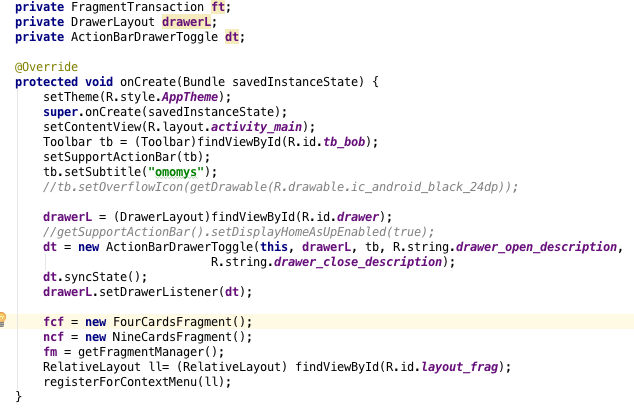 private FragmentTransaction ft;
private DrawerLayout drawerL;
private ActionBarDrawerToggle dt;
@Override
protected void onCreate(Bundle savedInstanceState) {
setTheme(R.style.AppTheme);
super.onCreate(savedInstanceState);
setContentView(R.layout.activity_main);
Toolbar tb = (Toolbar)findViewById(R.id.tb_bob);
setSupportActionBar(tb);
tb.setSubtitle("omomys");
//tb.setOverflowIcon(getDrawable(R.drawable.ic_android_black_24dp));
drawerL = (DrawerLayout)findViewById(R.id.drawer);
//getSupportActionBar().setDisplayHomeAsUpEnabled(true);
dt = new ActionBarDrawerToggle(this, drawerL, tb, R.string.drawer_open_description,
R.string.drawer_close_description);
dt.syncState();
drawerL.setDrawerListener(dt);
fcf = new FourCardsFragment();
ncf = new NineCardsFragment();
fm = getFragmentManager();
RelativeLayout ll= (RelativeLayout) findViewById(R.id.layout_frag);
registerForContextMenu(ll);
}